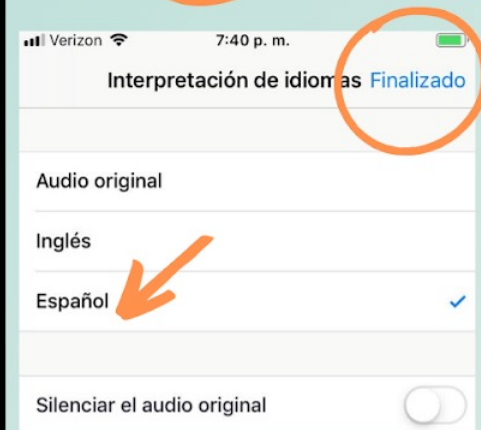 Verizon 7:40 p. m.
Interpretación de idiomas Finalizado
Audio original
Inglés
Español
Silenciar el audio original